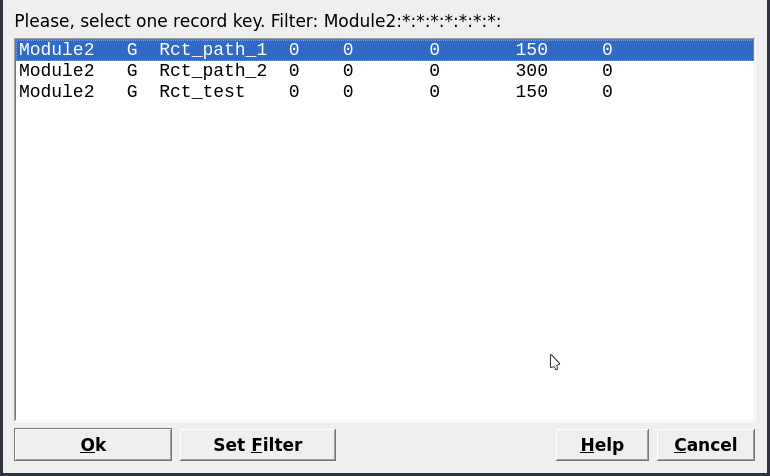 Please, select one record key. Filter: Module2:*:*:*:*:*:*:*:
Module2 G Rct_path_1 0 0 0 150 0
Module2 G Rct_path_2 0 0 0 300 0
Module2 G Rct_test 0 0 0 150 0
Ok Set Filter Help Cancel